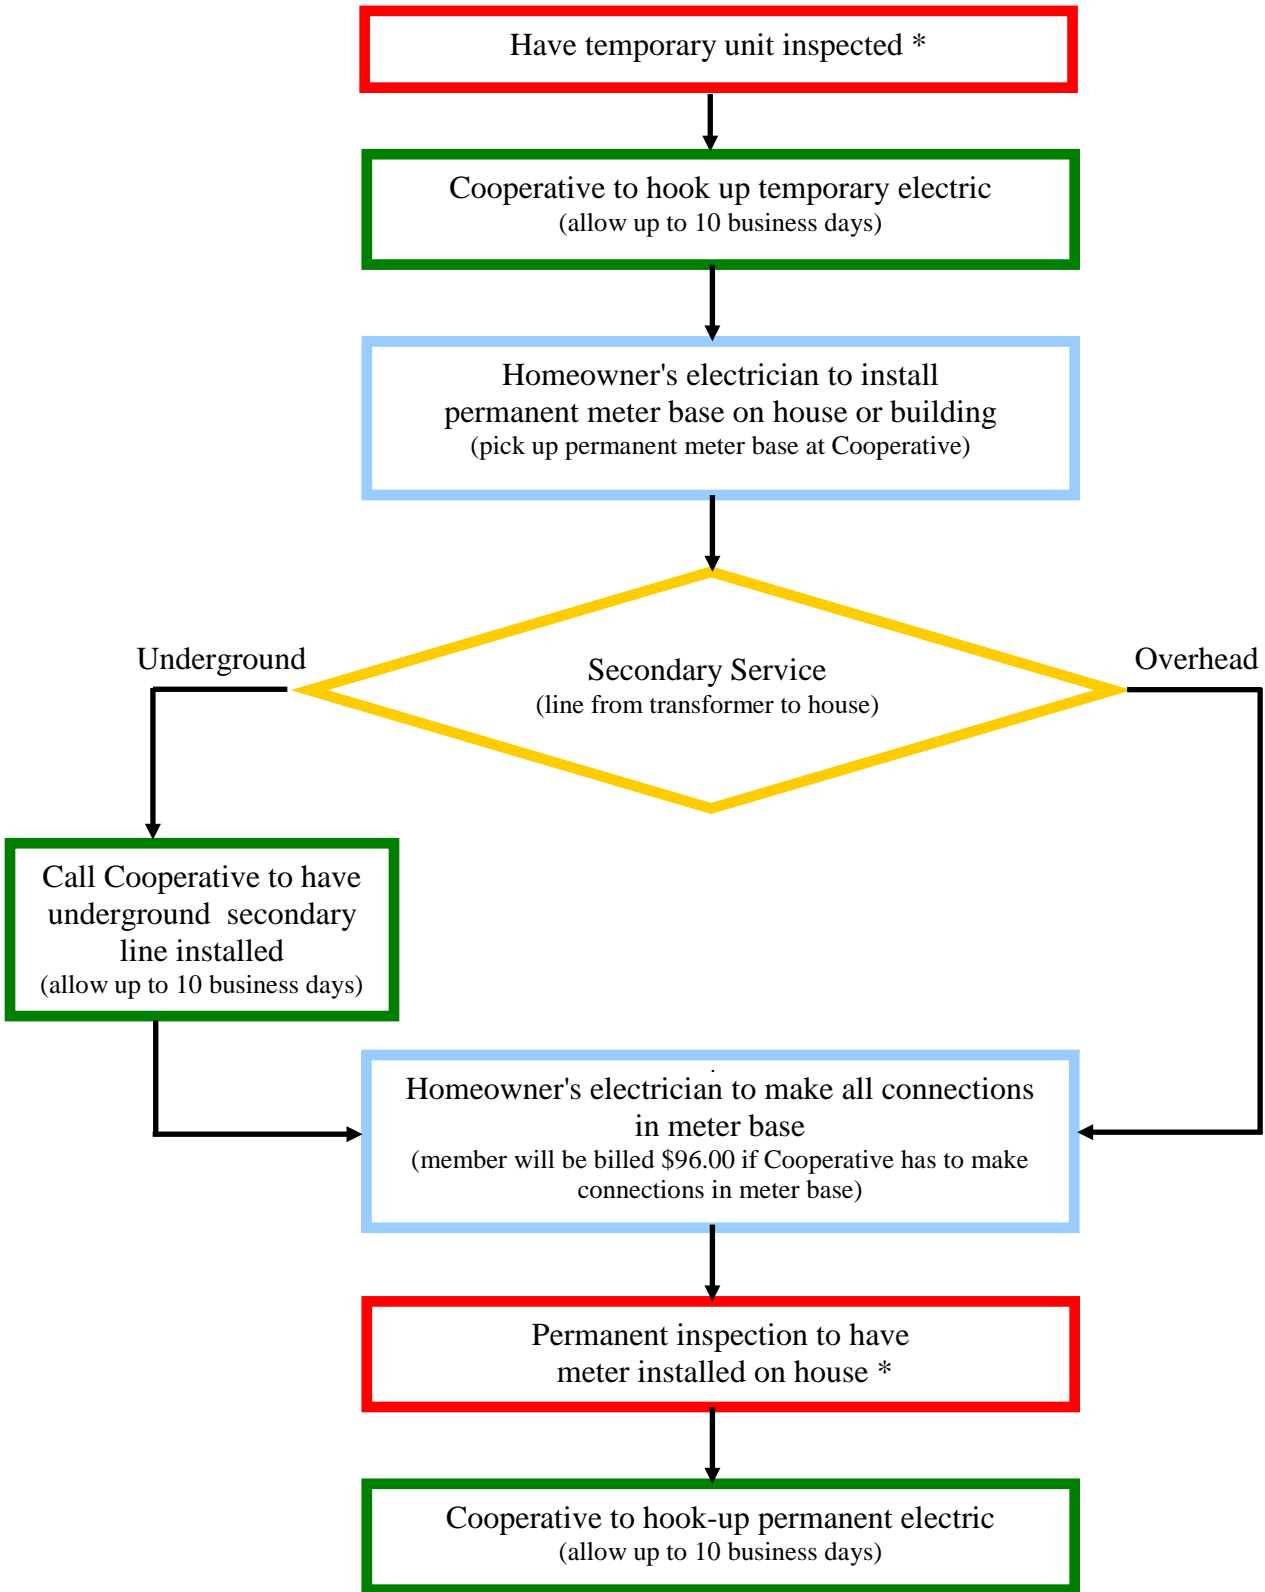 Have temporary unit inspected *
Cooperative to hook up temporary electric
(allow up to 10 business days)
Homeowner's electrician to install
permanent meter base on house or building
(pick up permanent meter base at Cooperative)
Underground
Secondary Service
(line from transformer to house)
Overhead
Call Cooperative to have
underground  secondary
line installed
(allow up to 10 business days)
.
Homeowner's electrician to make all connections
in meter base
(member will be billed $96.00 if Cooperative has to make
connections in meter base)
Permanent inspection to have
meter installed on house *
Cooperative to hook-up permanent electric
(allow up to 10 business days)